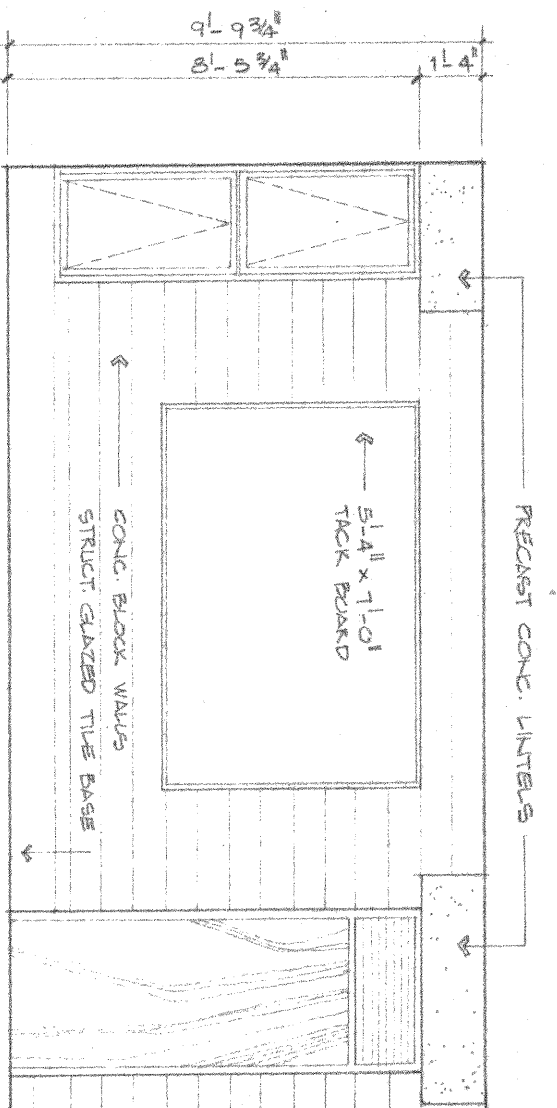 9'-9 3/4"
8'-5 3/4"
1'-4"
PRECAST CONC. LINTELS
5'-4" x 7'-0"
TACK BOARD
CONC. BLOCK WALLS
STRUCT. GLAZED TILE BASE